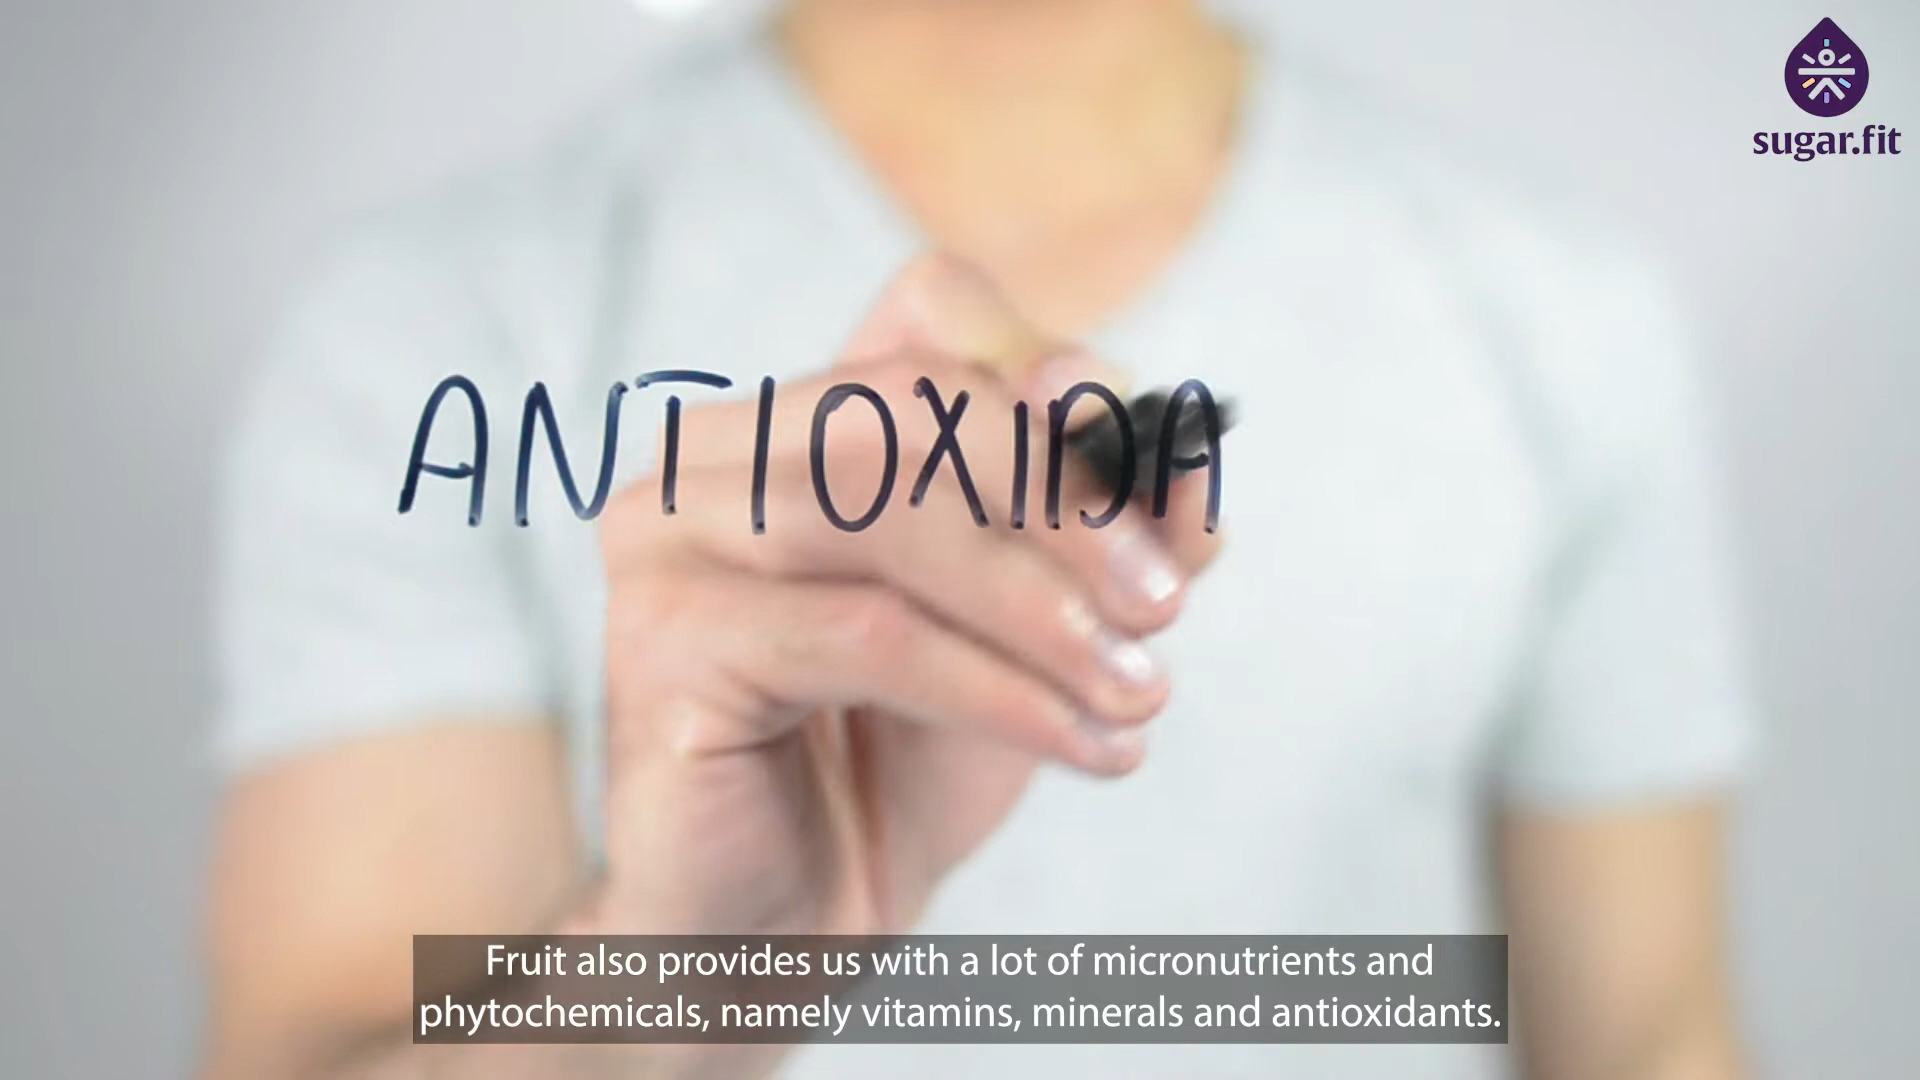 sugar.fit
ANTIOXIDA
Fruit also provides us with a lot of micronutrients and
phytochemicals, namely vitamins, minerals and antioxidants.